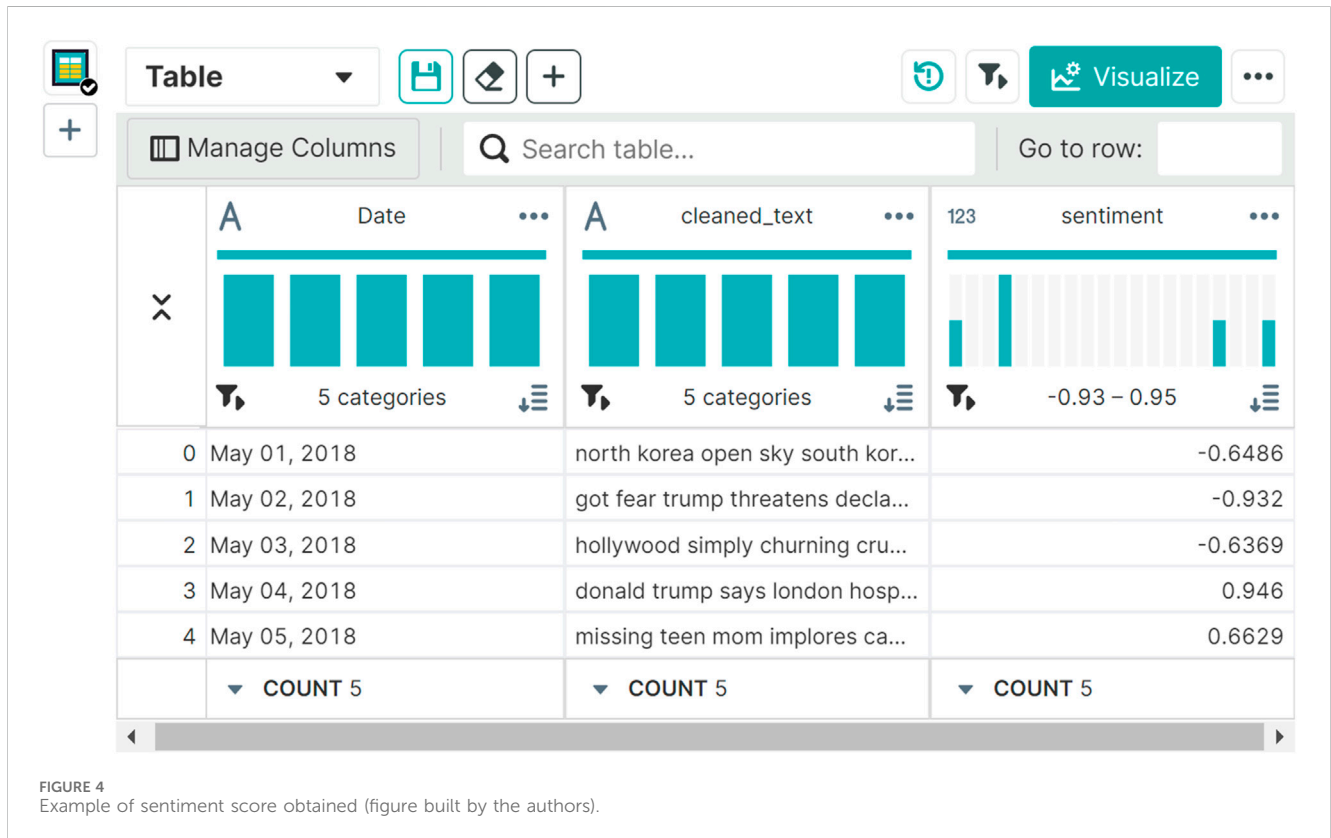 Table
Visualize
Manage Columns
Search table...
Go to row:
A Date
A cleaned_text
123 sentiment
5 categories
5 categories
-0.93 – 0.95
0 May 01, 2018 north korea open sky south kor... -0.6486
1 May 02, 2018 got fear trump threatens decla... -0.932
2 May 03, 2018 hollywood simply churning cru... -0.6369
3 May 04, 2018 donald trump says london hosp... 0.946
4 May 05, 2018 missing teen mom implores ca... 0.6629
COUNT 5 COUNT 5 COUNT 5
FIGURE 4
Example of sentiment score obtained (figure built by the authors).